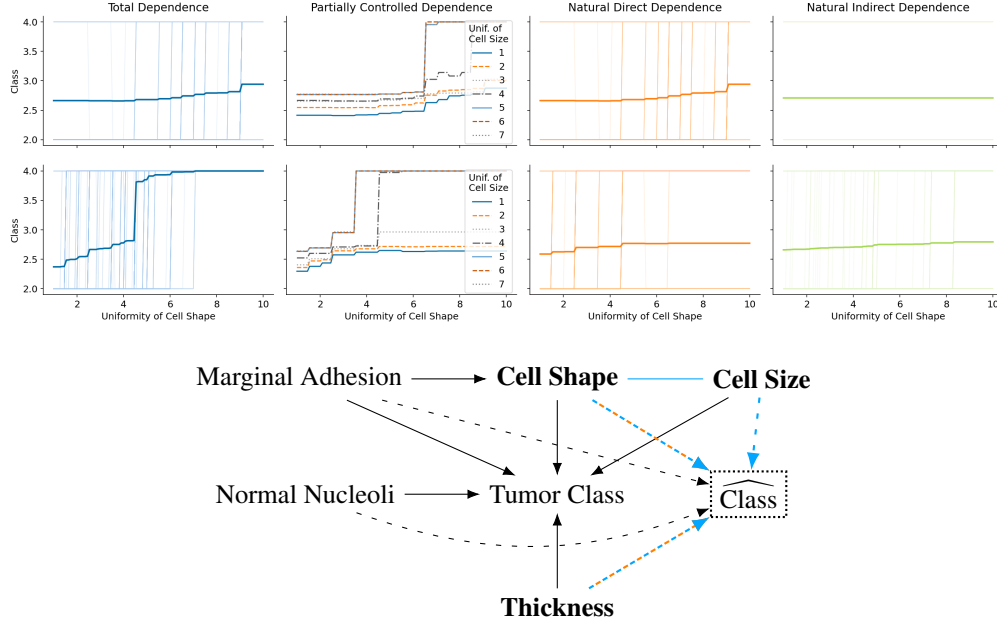 Total Dependence
Partially Controlled Dependence
Natural Direct Dependence
Natural Indirect Dependence
4.0
3.5
3.0
2.5
2.0
Class
Unif. of
Cell Size
1
2
3
4
5
6
7
4.0
3.5
3.0
2.5
2.0
Class
Unif. of
Cell Size
1
2
3
4
5
6
7
2 4 6 8 10
2 4 6 8 10
2 4 6 8 10
2 4 6 8 10
Uniformity of Cell Shape
Uniformity of Cell Shape
Uniformity of Cell Shape
Uniformity of Cell Shape
Marginal Adhesion
Cell Shape
Cell Size
Normal Nucleoli
Tumor Class
Class
Thickness